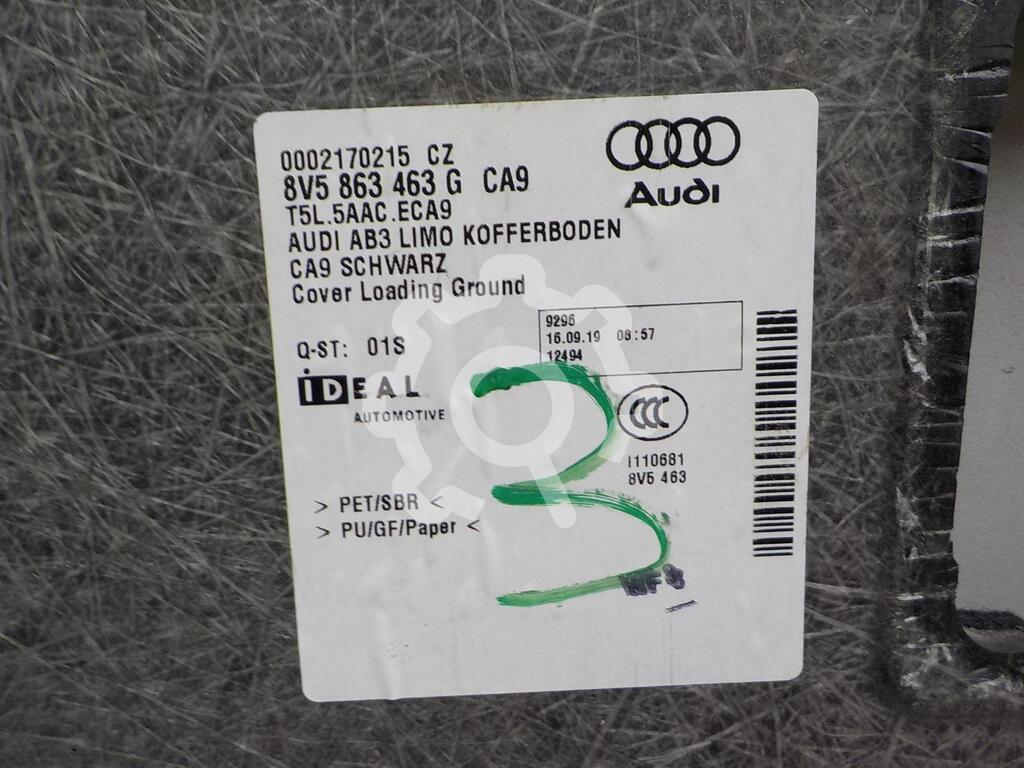 0002170215 CZ
8V5 863 463 G CA9
Audi
T5L.5AAC.ECA9
AUDI AB3 LIMO KOFFERBODEN
CA9 SCHWARZ
Cover Loading Ground
9296
16.09.19 08:57
12494
Q-ST: 01S
IDEAL
AUTOMOTIVE
CCC
I110681
8V5 463
> PET/SBR <
> PU/GF/Paper <
3